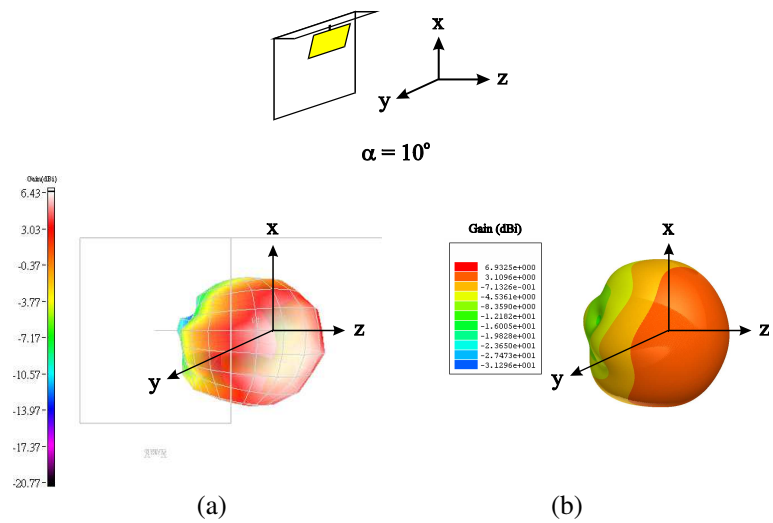 x
z
y
α = 10°
Gain(dBi)
6.43
3.03
-0.37
-3.77
-7.17
-10.57
-13.97
-17.37
-20.77
x
z
y
(a)
Gain (dBi)
6.9325e+000
3.1096e+000
-7.1326e-001
-4.5361e+000
-8.3590e+000
-1.2182e+001
-1.6005e+001
-1.9828e+001
-2.3650e+001
-2.7473e+001
-3.1296e+001
x
z
y
(b)